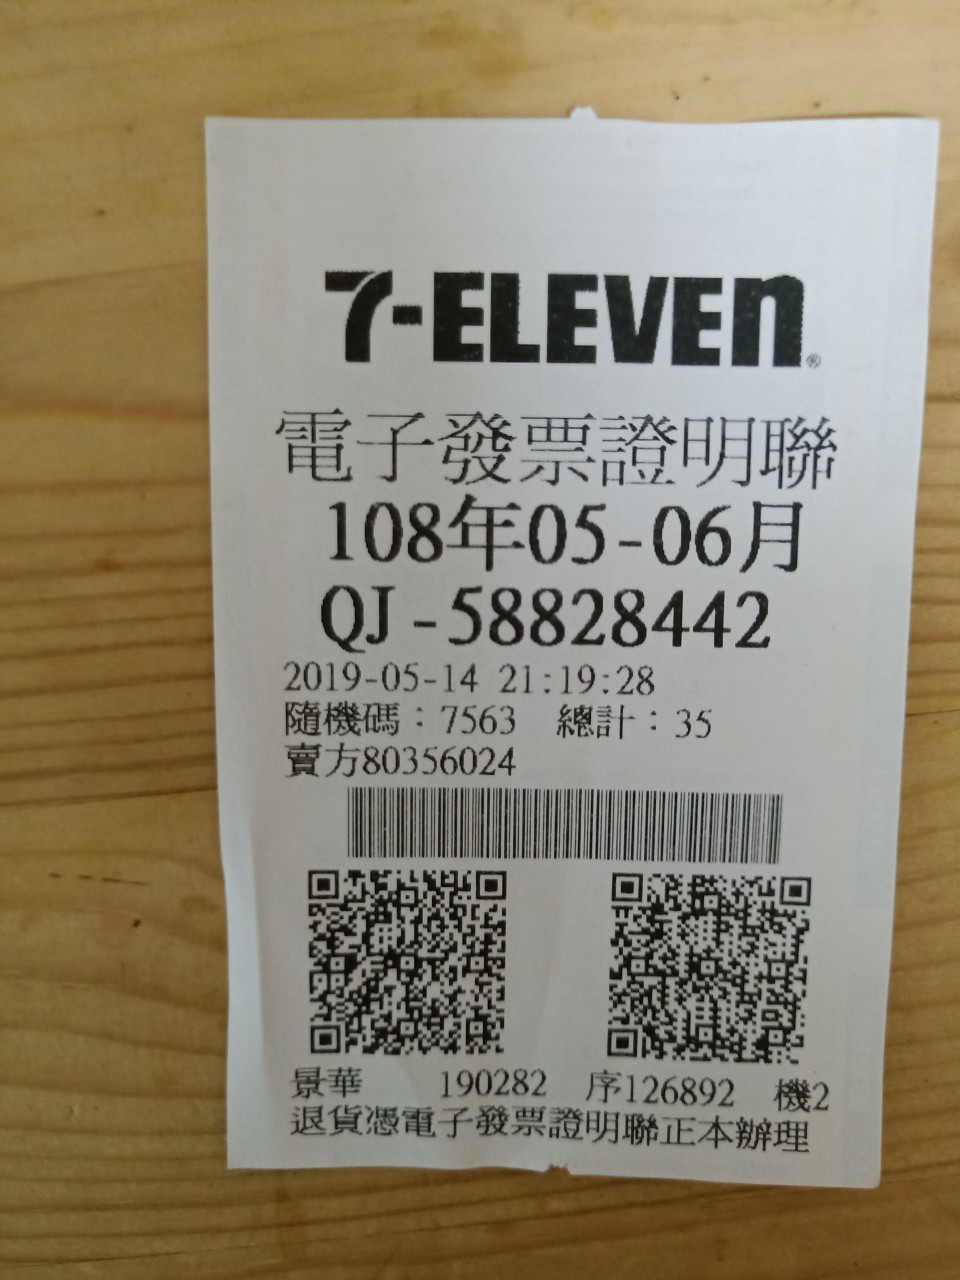 7-ELEVEN®
電子發票證明聯
108年05-06月
QJ-58828442
2019-05-14 21:19:28
隨機碼：7563 總計：35
賣方80356024
景華 190282 序126892 機2
退貨憑電子發票證明聯正本辦理